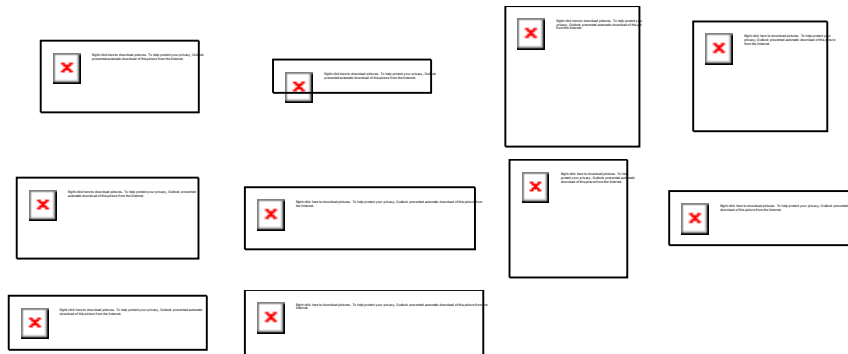 Right-click here to download pictures. To help protect your privacy, Outlook prevented automatic download of this picture from the Internet.
Right-click here to download pictures. To help protect your privacy, Outlook prevented automatic download of this picture from the Internet.
Right-click here to download pictures. To help protect your privacy, Outlook prevented automatic download of this picture from the Internet.
Right-click here to download pictures. To help protect your privacy, Outlook prevented automatic download of this picture from the Internet.
Right-click here to download pictures. To help protect your privacy, Outlook prevented
automatic download of this picture from the Internet.
Right-click here to download pictures. To help protect your privacy, Outlook prevented automatic download of this picture from
the Internet.
Right-click here to download pictures. To help
protect your privacy, Outlook prevented automatic
download of this picture from the Internet.
Right-click here to download pictures. To help protect your privacy, Outlook prevented automatic download of this picture from the Internet.
Right-click here to download pictures. To help protect your privacy, Outlook prevented automatic
download of this picture from the Internet.
Right-click here to download pictures. To help protect your privacy, Outlook prevented automatic download of this picture from the
Internet.